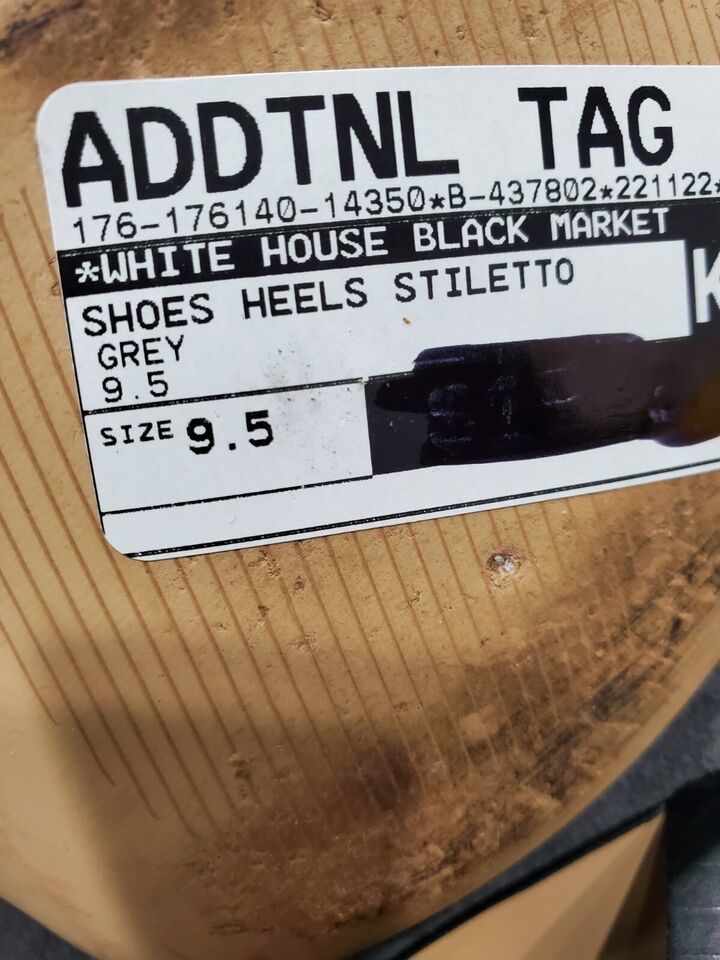 ADDTNL TAG
176-176140-14350*B-437802*221122*
*WHITE HOUSE BLACK MARKET
SHOES HEELS STILETTO
K
GREY
9.5
SIZE 9.5